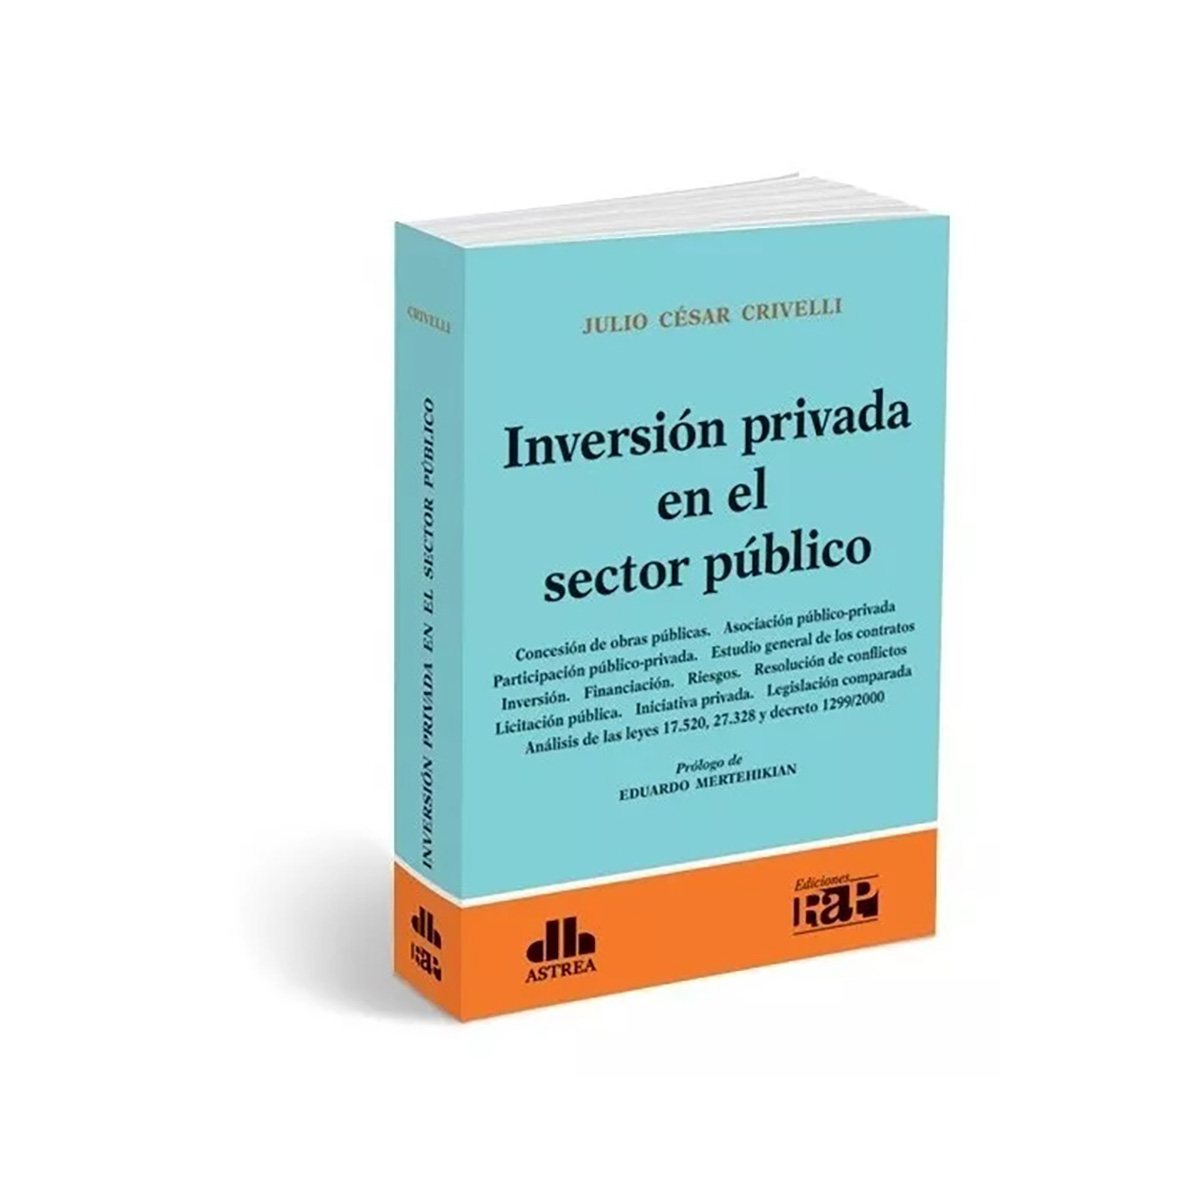 CRIVELLI
INVERSIÓN PRIVADA EN EL SECTOR PÚBLICO
RAP
JULIO CÉSAR CRIVELLI
Inversión privada
en el
sector público
Concesión de obras públicas. Asociación público-privada
Participación público-privada. Estudio general de los contratos
Inversión. Financiación. Riesgos. Resolución de conflictos
Licitación pública. Iniciativa privada. Legislación comparada
Análisis de las leyes 17.520, 27.328 y decreto 1299/2000
Prólogo de
EDUARDO MERTEHIKIAN
ASTREA
Ediciones
RAP